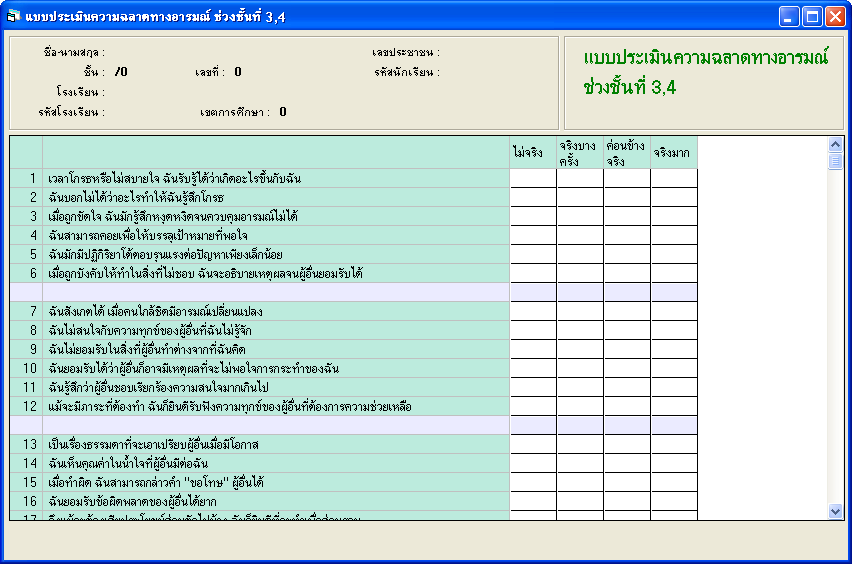 แบบประเมินความฉลาดทางอารมณ์ ช่วงชั้นที่ 3,4
ชื่อ-นามสกุล :
เลขประชาชน :
ชั้น : /0
เลขที่ : 0
รหัสนักเรียน :
โรงเรียน :
รหัสโรงเรียน :
เขตการศึกษา : 0
แบบประเมินความฉลาดทางอารมณ์
ช่วงชั้นที่ 3,4
ไม่จริง
จริงบาง
ครั้ง
ค่อนข้าง
จริง
จริงมาก
1 เวลาโกรธหรือไม่สบายใจ ฉันรับรู้ได้ว่าเกิดอะไรขึ้นกับฉัน
2 ฉันบอกไม่ได้ว่าอะไรทำให้ฉันรู้สึกโกรธ
3 เมื่อถูกขัดใจ ฉันมักรู้สึกหงุดหงิดจนควบคุมอารมณ์ไม่ได้
4 ฉันสามารถคอยเพื่อให้บรรลุเป้าหมายที่พอใจ
5 ฉันมักมีปฏิกิริยาโต้ตอบรุนแรงต่อปัญหาเพียงเล็กน้อย
6 เมื่อถูกบังคับให้ทำในสิ่งที่ไม่ชอบ ฉันจะอธิบายเหตุผลจนผู้อื่นยอมรับได้
7 ฉันสังเกตได้ เมื่อคนใกล้ชิดมีอารมณ์เปลี่ยนแปลง
8 ฉันไม่สนใจกับความทุกข์ของผู้อื่นที่ฉันไม่รู้จัก
9 ฉันไม่ยอมรับในสิ่งที่ผู้อื่นทำต่างจากที่ฉันคิด
10 ฉันยอมรับได้ว่าผู้อื่นก็อาจมีเหตุผลที่จะไม่พอใจการกระทำของฉัน
11 ฉันรู้สึกว่าผู้อื่นชอบเรียกร้องความสนใจมากเกินไป
12 แม้จะมีภาระที่ต้องทำ ฉันก็ยินดีรับฟังความทุกข์ของผู้อื่นที่ต้องการความช่วยเหลือ
13 เป็นเรื่องธรรมดาที่จะเอาเปรียบผู้อื่นเมื่อมีโอกาส
14 ฉันเห็นคุณค่าในน้ำใจที่ผู้อื่นมีต่อฉัน
15 เมื่อทำผิด ฉันสามารถกล่าวคำ "ขอโทษ" ผู้อื่นได้
16 ฉันยอมรับข้อผิดพลาดของผู้อื่นได้ยาก
17